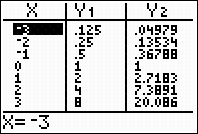 X Y1 Y2
-3 .125 .04979
-2 .25 .13534
-1 .5 .36788
0 1 1
1 2 2.7183
2 4 7.3891
3 8 20.086
X=-3